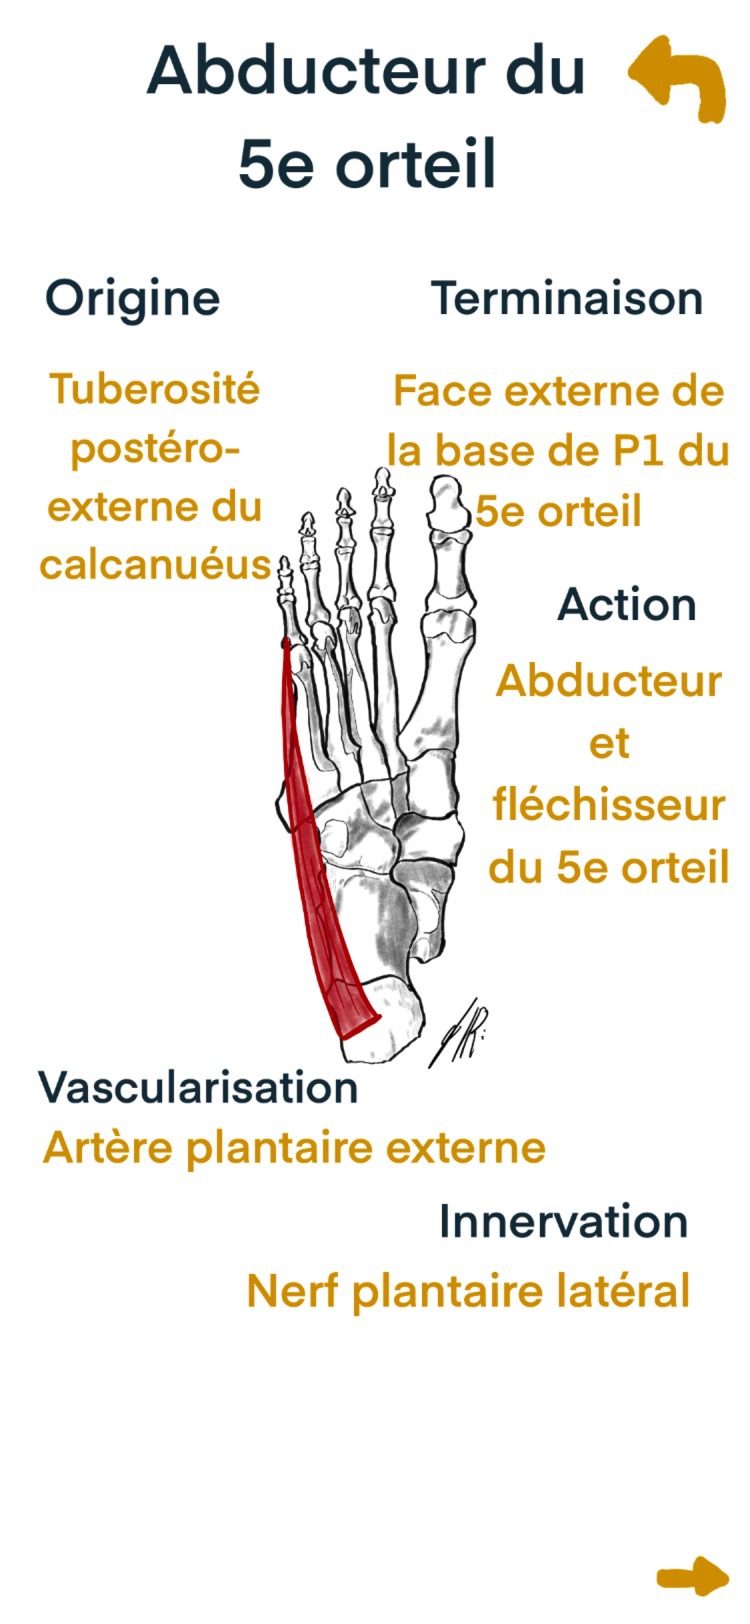 Abducteur du
5e orteil
Origine
Tuberosité
postéro-
externe du
calcanuéus
Terminaison
Face externe de
la base de P1 du
5e orteil
Action
Abducteur
et
fléchisseur
du 5e orteil
Vascularisation
Artère plantaire externe
Innervation
Nerf plantaire latéral